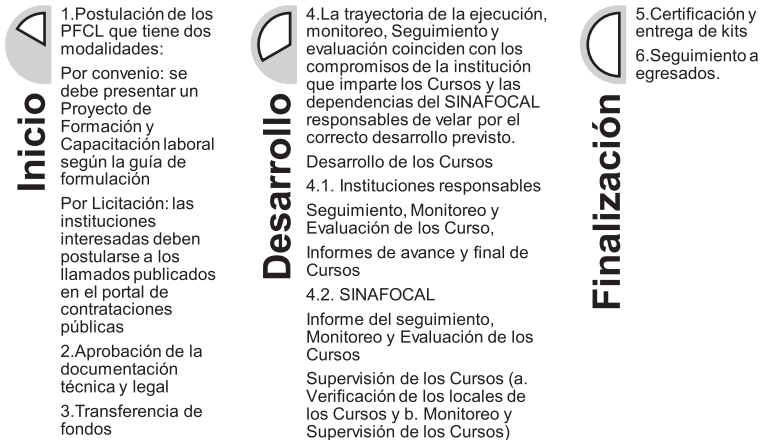 Inicio
1.Postulación de los
PFCL que tiene dos
modalidades:
Por convenio: se
debe presentar un
Proyecto de
Formación y
Capacitación laboral
según la guía de
formulación
Por Licitación: las
instituciones
interesadas deben
postularse a los
llamados publicados
en el portal de
contrataciones
públicas
2.Aprobación de la
documentación
técnica y legal
3.Transferencia de
fondos
Desarrollo
4.La trayectoria de la ejecución,
monitoreo, Seguimiento y
evaluación coinciden con los
compromisos de la institución
que imparte los Cursos y las
dependencias del SINAFOCAL
responsables de velar por el
correcto desarrollo previsto.
Desarrollo de los Cursos
4.1. Instituciones responsables
Seguimiento, Monitoreo y
Evaluación de los Curso,
Informes de avance y final de
Cursos
4.2. SINAFOCAL
Informe del seguimiento,
Monitoreo y Evaluación de los
Cursos
Supervisión de los Cursos (a.
Verificación de los locales de
los Cursos y b. Monitoreo y
Supervisión de los Cursos)
Finalización
5.Certificación y
entrega de kits
6.Seguimiento a
egresados.